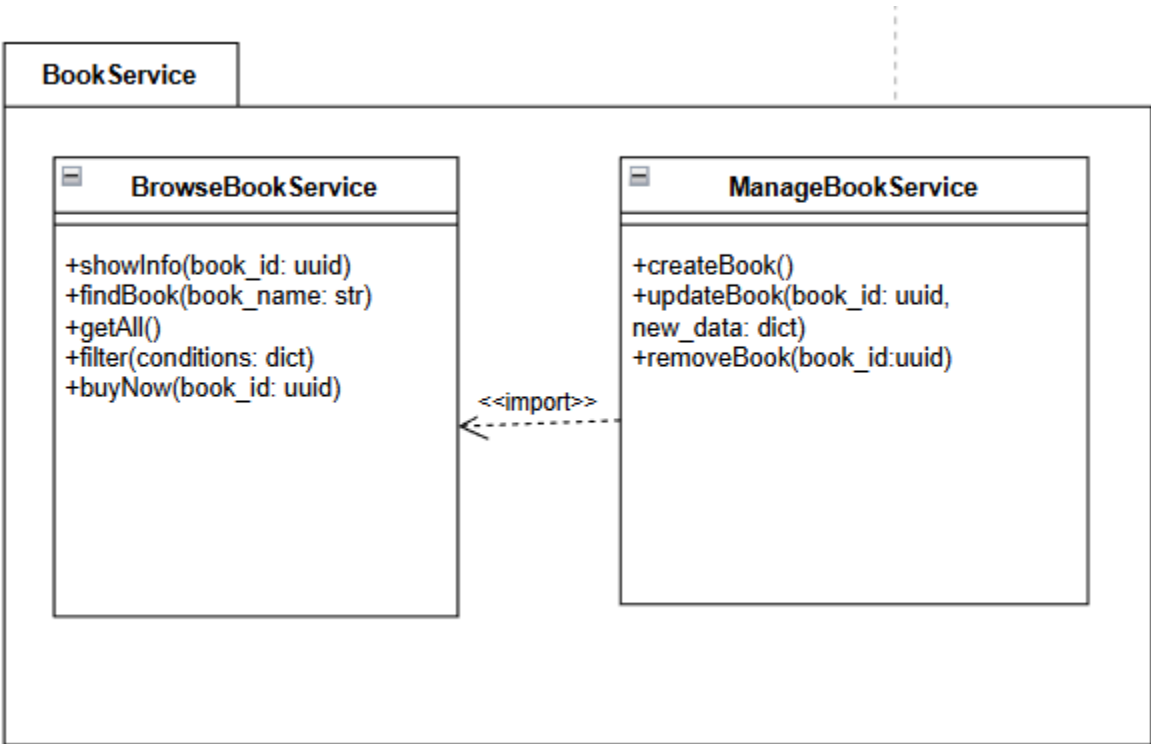 BookService
BrowseBookService
+showInfo(book_id: uuid)
+findBook(book_name: str)
+getAll()
+filter(conditions: dict)
+buyNow(book_id: uuid)
<<import>>
ManageBookService
+createBook()
+updateBook(book_id: uuid,
new_data: dict)
+removeBook(book_id:uuid)